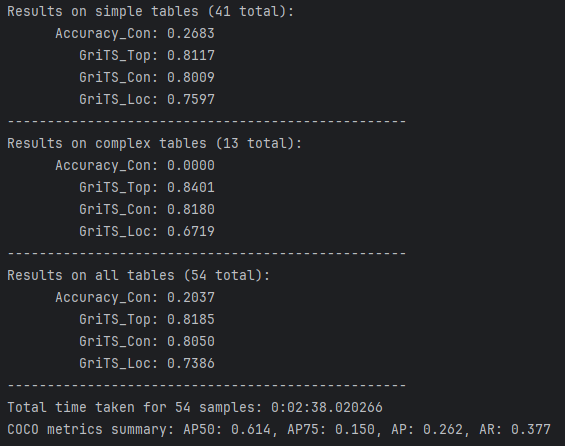 Results on simple tables (41 total):
Accuracy_Con: 0.2683
GriTS_Top: 0.8117
GriTS_Con: 0.8009
GriTS_Loc: 0.7597
--------------------------------------------------
Results on complex tables (13 total):
Accuracy_Con: 0.0000
GriTS_Top: 0.8401
GriTS_Con: 0.8180
GriTS_Loc: 0.6719
--------------------------------------------------
Results on all tables (54 total):
Accuracy_Con: 0.2037
GriTS_Top: 0.8185
GriTS_Con: 0.8050
GriTS_Loc: 0.7386
--------------------------------------------------
Total time taken for 54 samples: 0:02:38.020266
COCO metrics summary: AP50: 0.614, AP75: 0.150, AP: 0.262, AR: 0.377